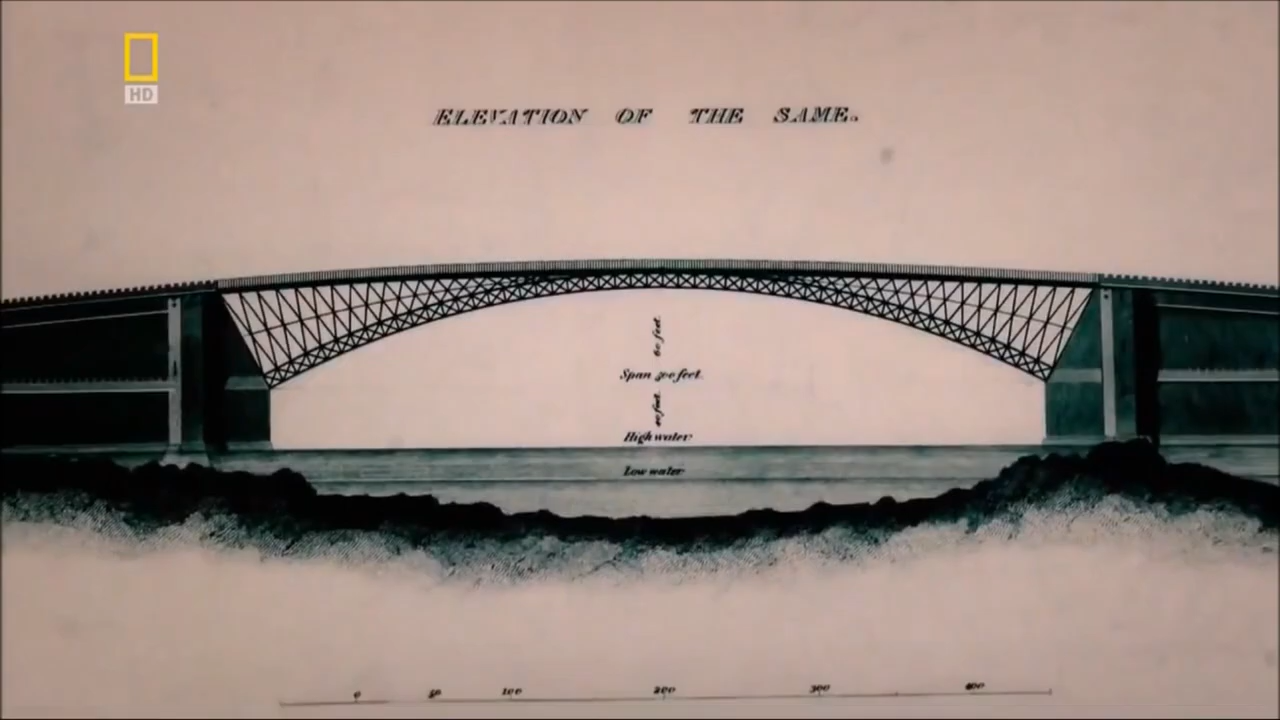 HD
ELEVATION OF THE SAME.
60 feet.
Span 500 feet.
High water
Low water
0 50 100 200 300 400